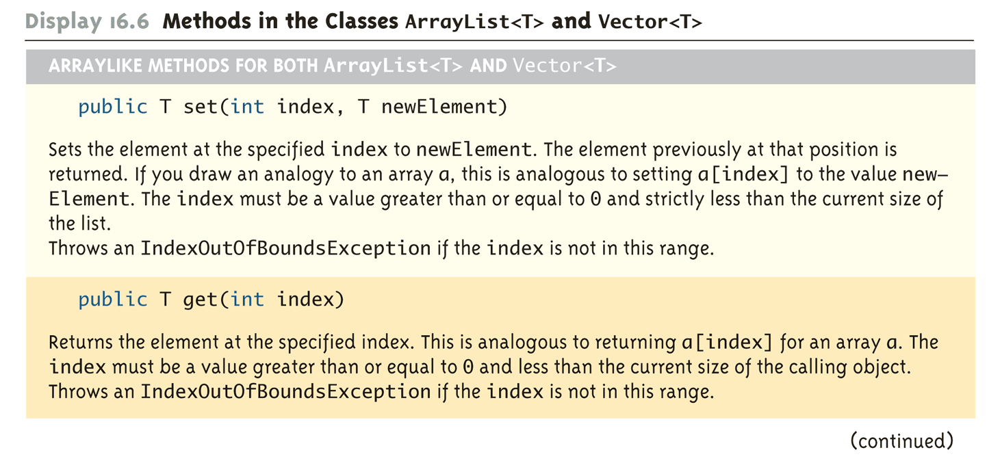 Display 16.6 Methods in the Classes ArrayList<T> and Vector<T>
ARRAYLIKE METHODS FOR BOTH ArrayList<T> AND Vector<T>
public T set(int index, T newElement)
Sets the element at the specified index to newElement. The element previously at that position is
returned. If you draw an analogy to an array a, this is analogous to setting a[index] to the value new–
Element. The index must be a value greater than or equal to 0 and strictly less than the current size of
the list.
Throws an IndexOutOfBoundsException if the index is not in this range.
public T get(int index)
Returns the element at the specified index. This is analogous to returning a[index] for an array a. The
index must be a value greater than or equal to 0 and less than the current size of the calling object.
Throws an IndexOutOfBoundsException if the index is not in this range.
(continued)